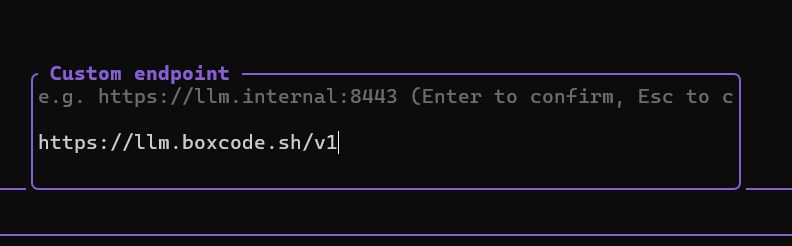 Custom endpoint
e.g. https://llm.internal:8443 (Enter to confirm, Esc to c
https://llm.boxcode.sh/v1